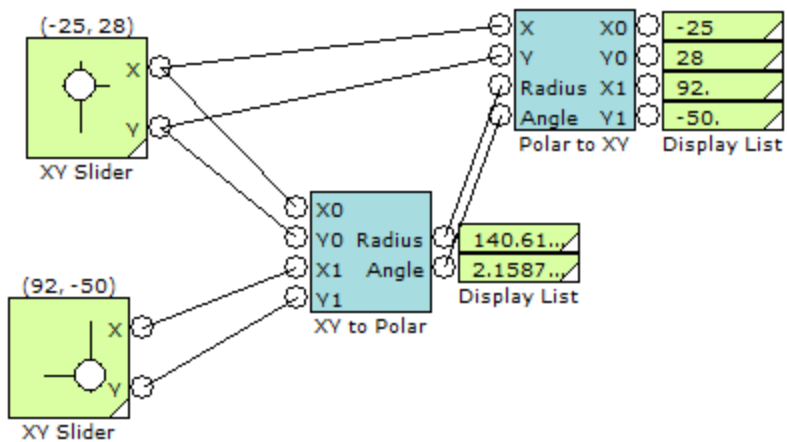 (-25, 28)
X
Y
XY Slider
X X0
Y Y0
Radius X1
Angle Y1
Polar to XY
-25
28
92.
-50.
Display List
X0
Y0 Radius
X1 Angle
Y1
XY to Polar
140.61...
2.1587...
Display List
(92, -50)
X
Y
XY Slider